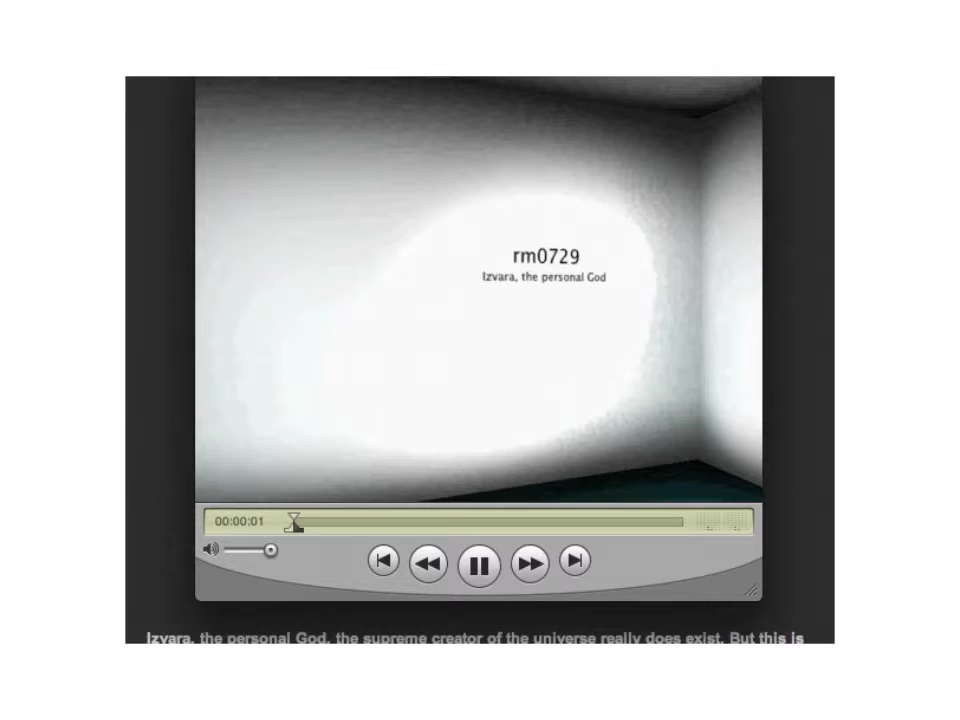 rm0729
Izvara, the personal God
00:00:01
Izvara, the personal God, the supreme creator of the universe really does exist. But this is